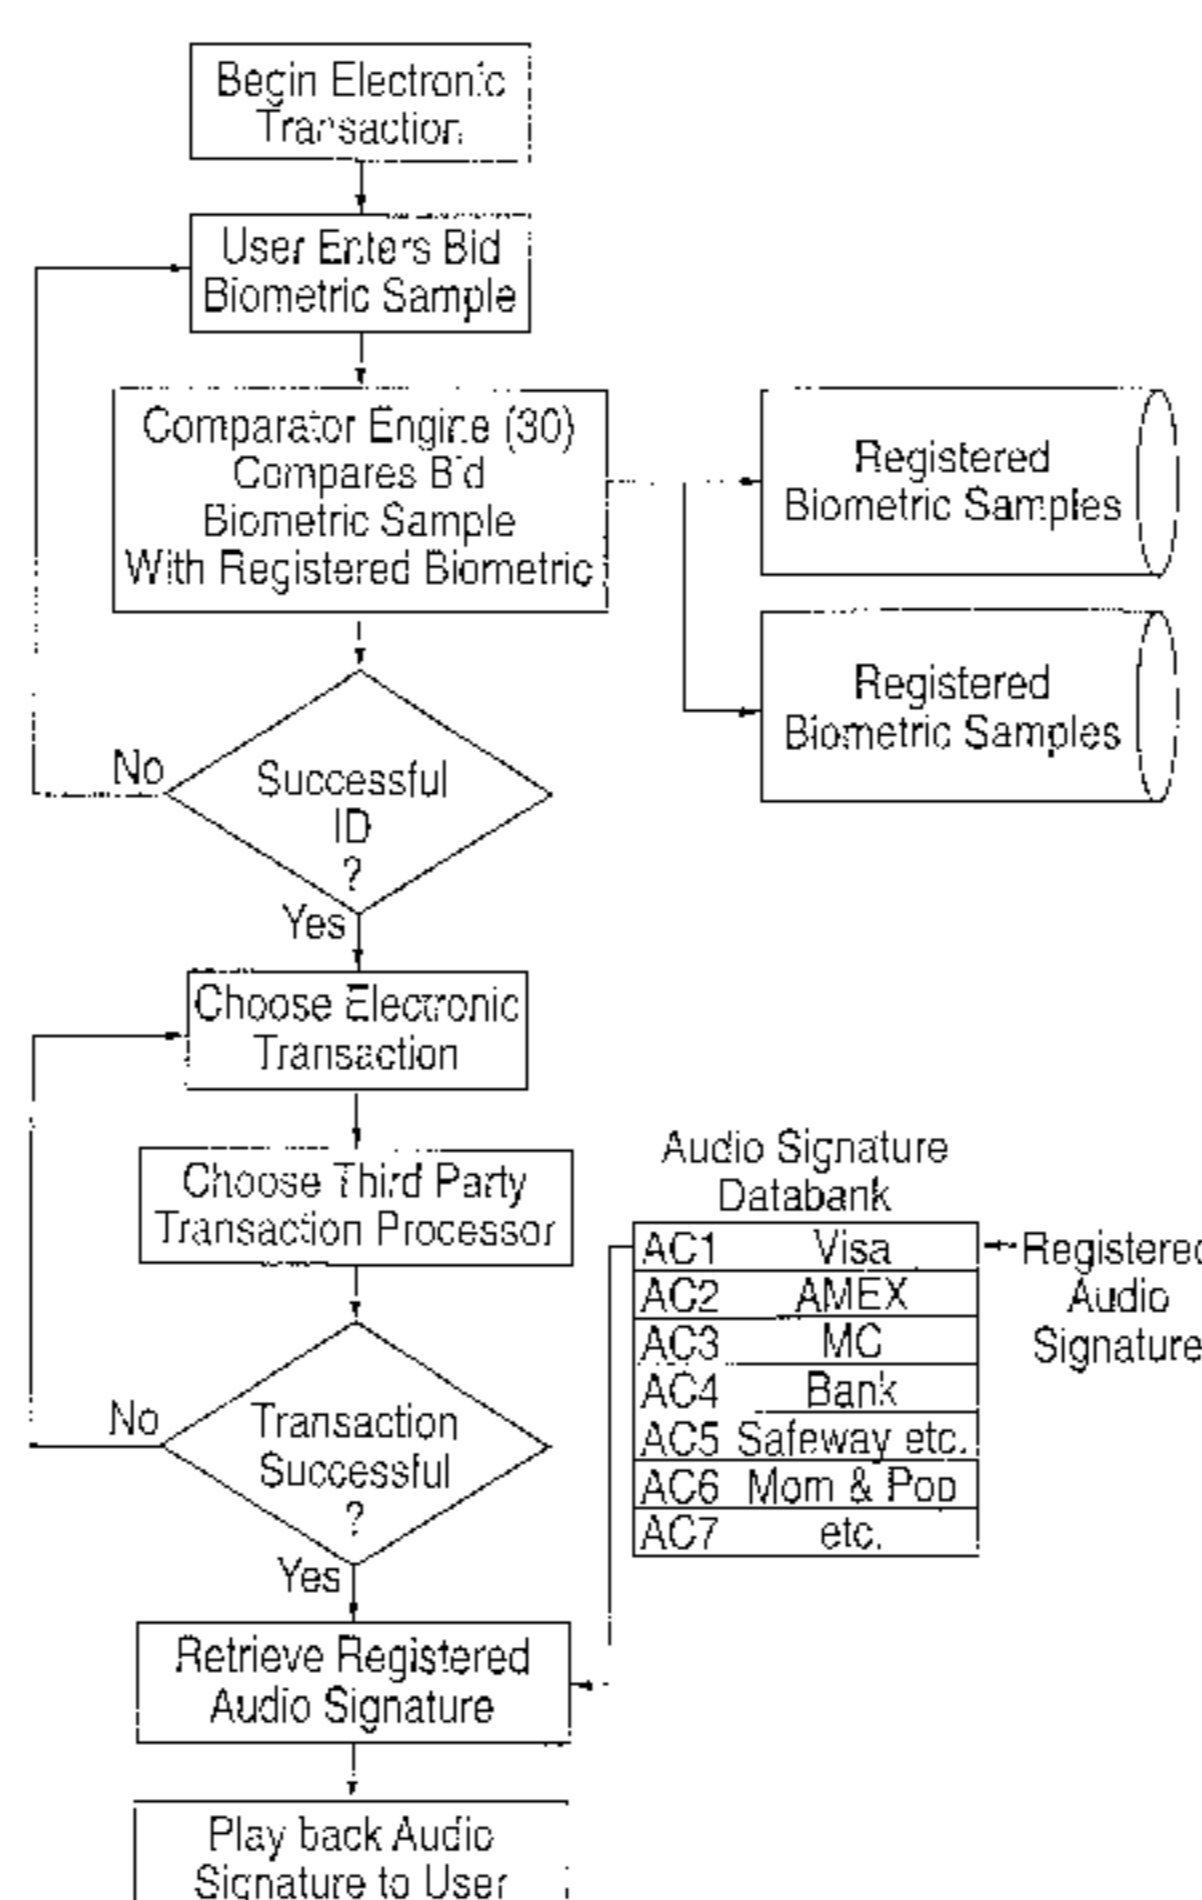 Begin Electronic
Transaction
User Enters Bid
Biometric Sample
Comparator Engine (30)
Compares Bid
Biometric Sample
With Registered Biometric
Registered
Biometric Samples
Registered
Biometric Samples
No
Successful
ID
?
Yes
Choose Electronic
Transaction
Choose Third Party
Transaction Processor
Audio Signature
Databank
AC1 Visa
AC2 AMEX
AC3 MC
AC4 Bank
AC5 Safeway etc.
AC6 Mom & Pop
AC7 etc.
Registered
Audio
Signature
No
Transaction
Successful
?
Yes
Retrieve Registered
Audio Signature
Play back Audio
Signature to User